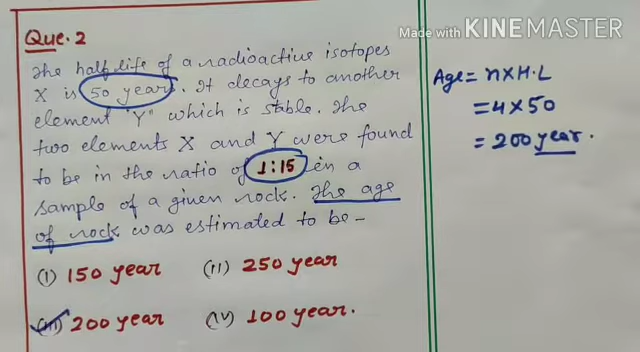 Made with KINEMASTER
Que. 2
The half life of a radioactive isotopes
X is 50 years. It decays to another
element "Y" which is stable. The
two elements X and Y were found
to be in the ratio of 1:15 in a
sample of a given rock. The age
of rock was estimated to be -
(I) 150 year (II) 250 year
(III) 200 year (IV) 100 year.
Age = n X H.L
= 4 X 50
= 200 year.